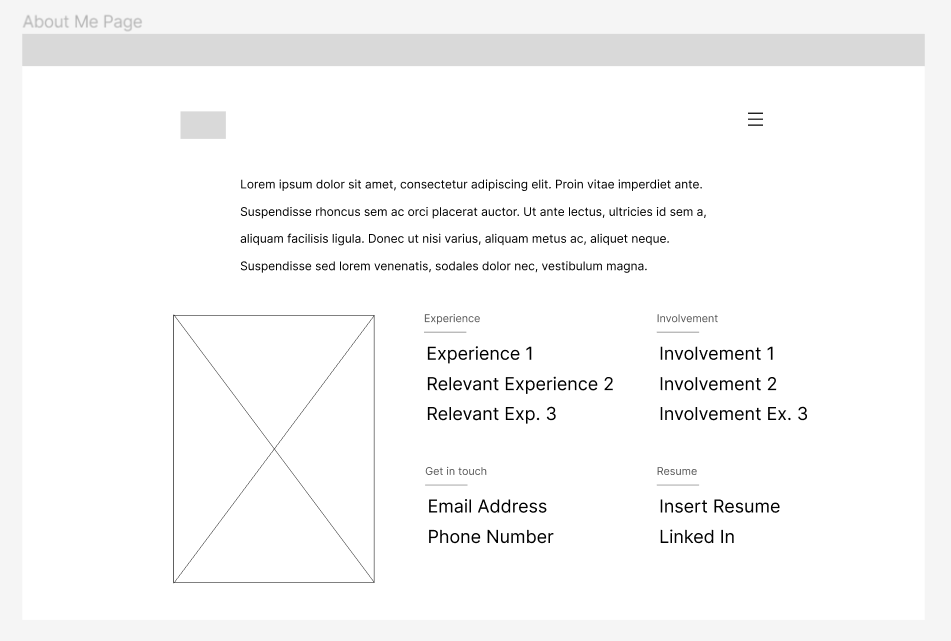 About Me Page
Lorem ipsum dolor sit amet, consectetur adipiscing elit. Proin vitae imperdiet ante.
Suspendisse rhoncus sem ac orci placerat auctor. Ut ante lectus, ultricies id sem a,
aliquam facilisis ligula. Donec ut nisi varius, aliquam metus ac, aliquet neque.
Suspendisse sed lorem venenatis, sodales dolor nec, vestibulum magna.
Experience
Experience 1
Relevant Experience 2
Relevant Exp. 3
Involvement
Involvement 1
Involvement 2
Involvement Ex. 3
Get in touch
Email Address
Phone Number
Resume
Insert Resume
Linked In